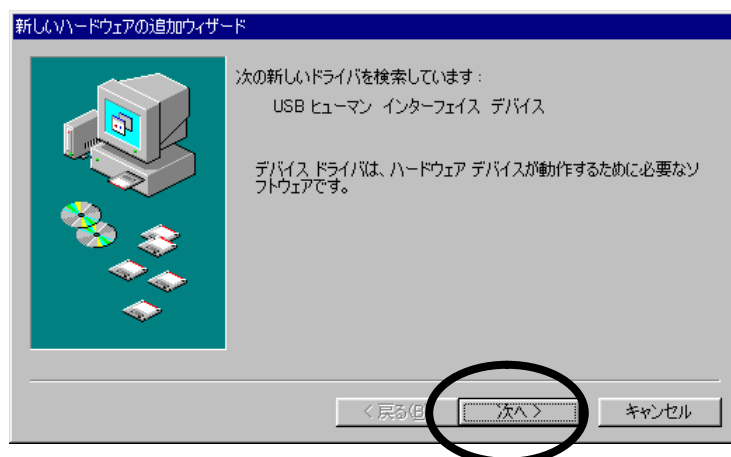 新しいハードウェアの追加ウィザード
次の新しいドライバを検索しています :
USB ヒューマン インターフェイス デバイス
デバイス ドライバは、ハードウェア デバイスが動作するために必要なソ
フトウェアです。
< 戻る(B 次へ > キャンセル